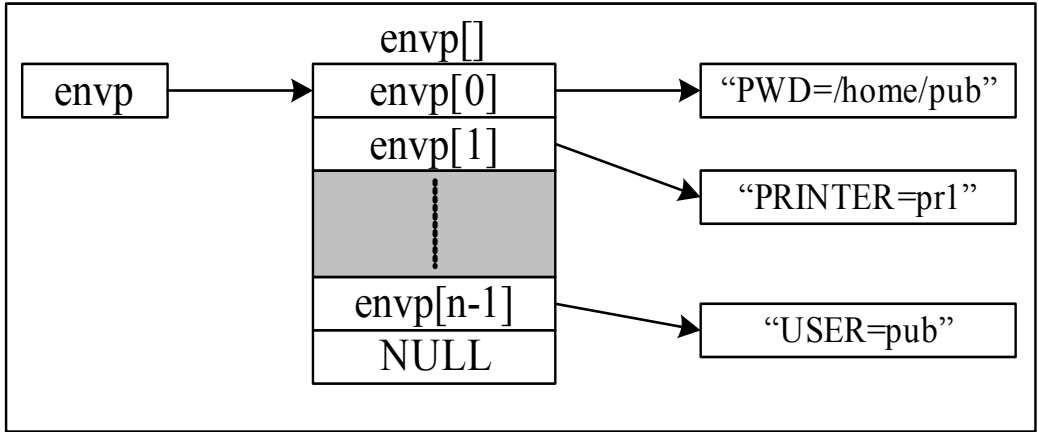 envp[]
envp
envp[0]
“PWD=/home/pub”
envp[1]
“PRINTER=pr1”
envp[n-1]
“USER=pub”
NULL